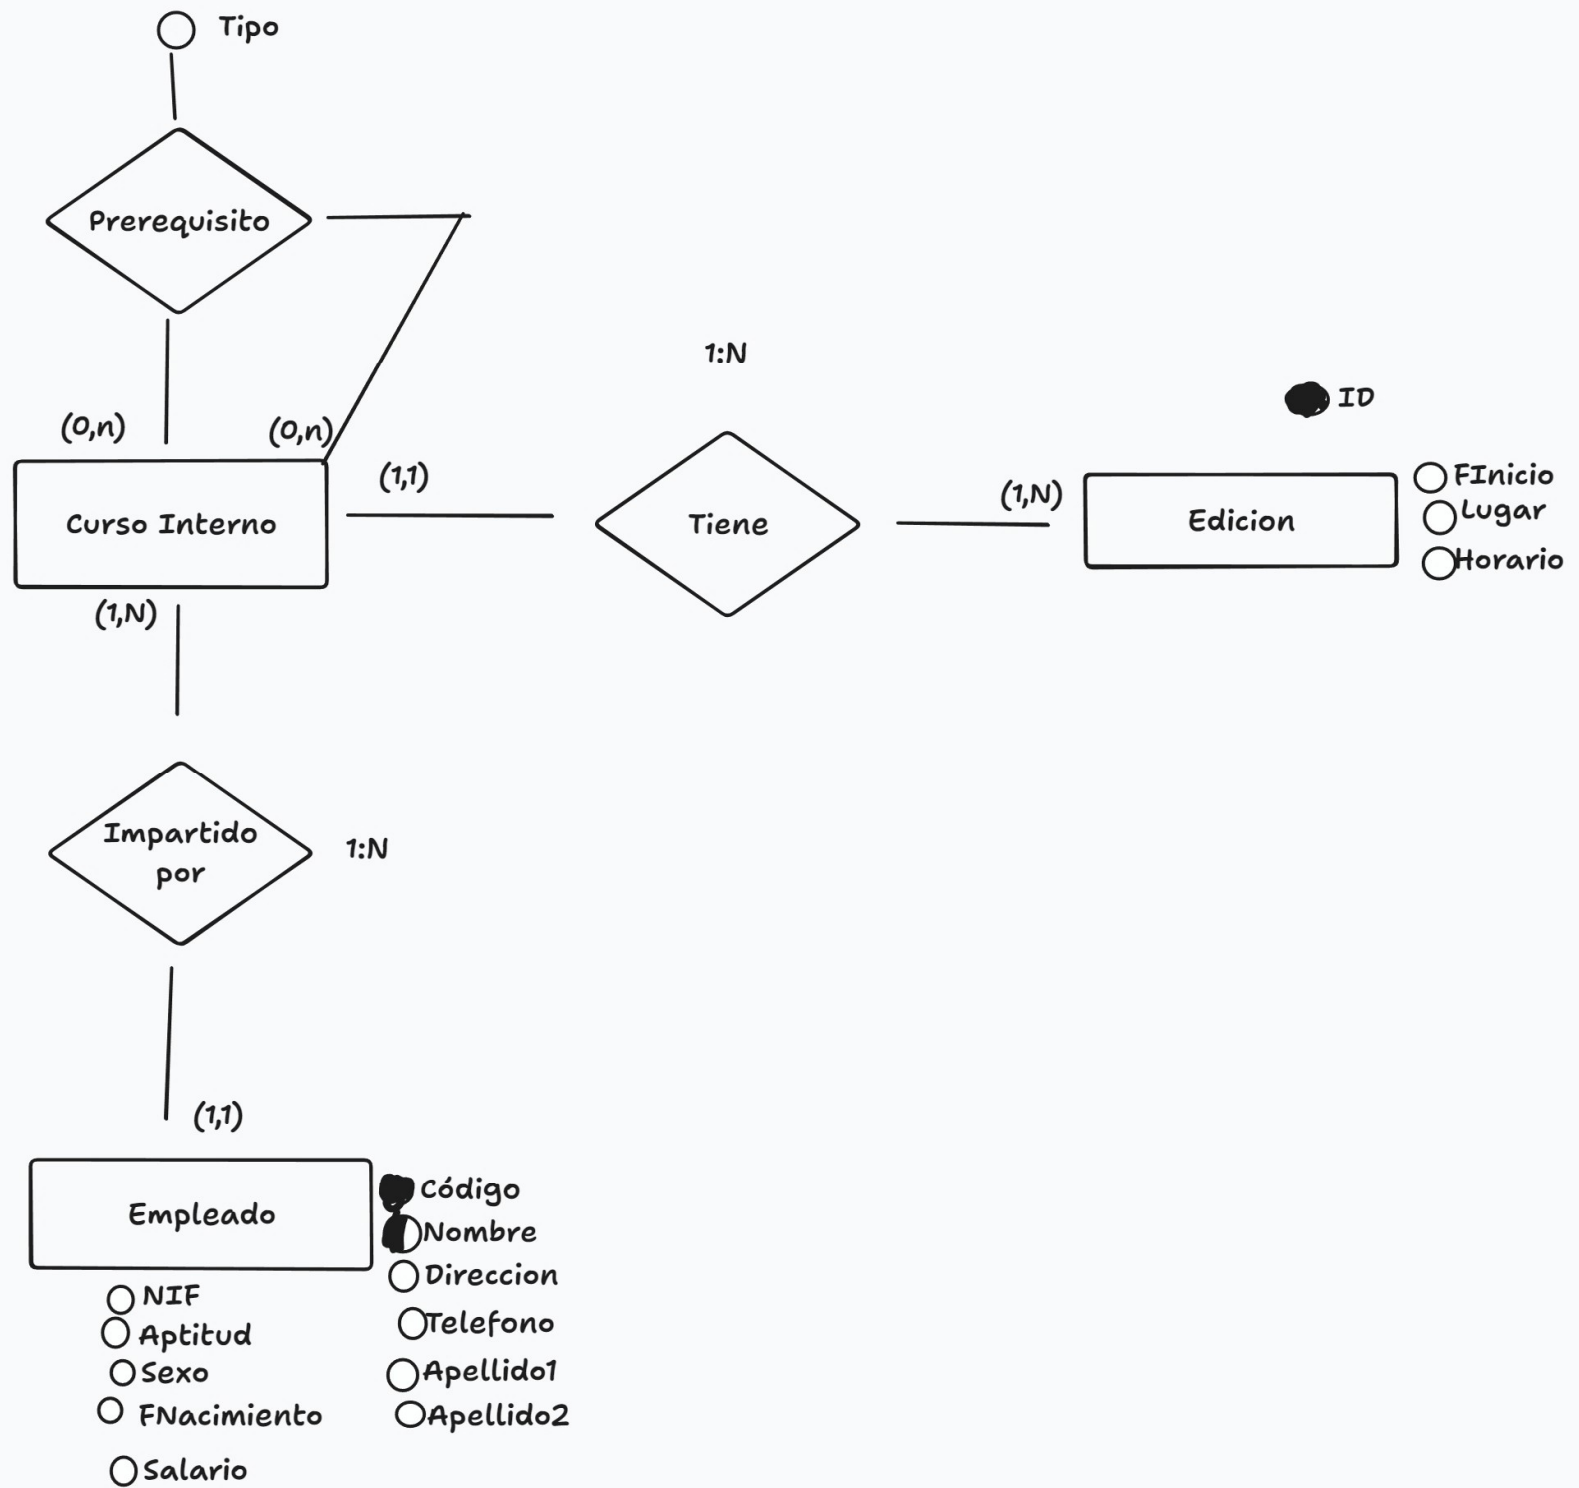 Tipo
Prerequisito
1:N
ID
(0,n)
(0,n)
(1,1)
(1,N)
FInicio
Lugar
Horario
Curso Interno
Tiene
Edicion
(1,N)
Impartido
por
1:N
(1,1)
Empleado
Código
Nombre
Direccion
Telefono
Apellido1
Apellido2
NIF
Aptitud
Sexo
FNacimiento
Salario